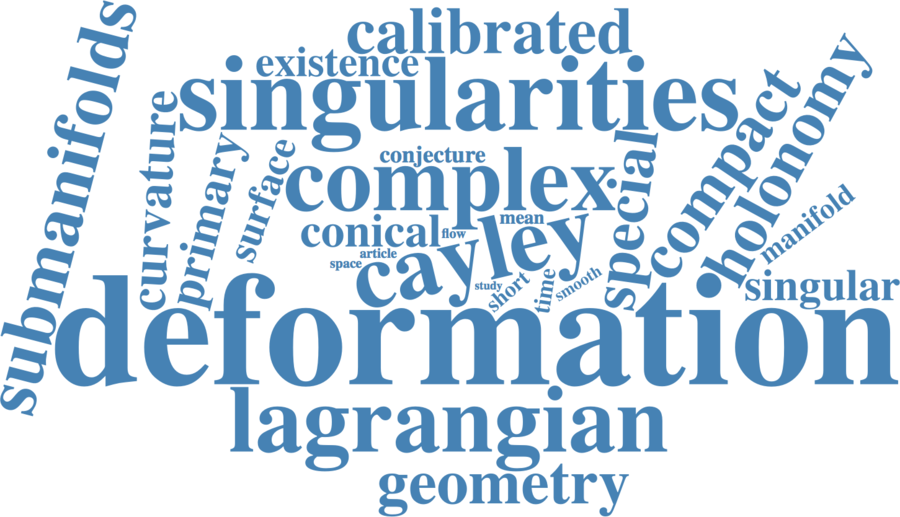 submanifolds
calibrated
existence
singularities
curvature
primary
surface
conjecture
complex
special
compact
holonomy
manifold
conical
flow
mean
cayley
article
space
study
short
time
smooth
singular
deformation
lagrangian
geometry